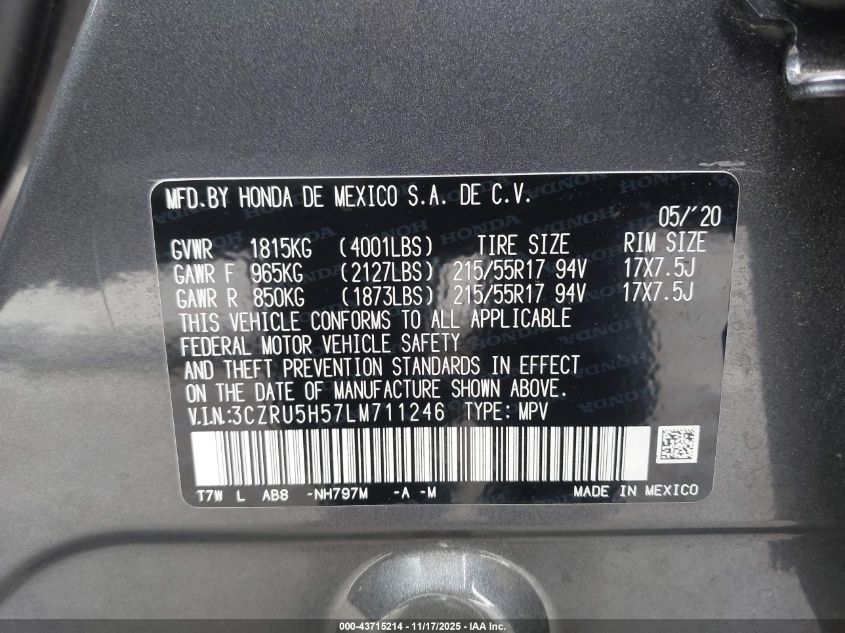 MFD.BY HONDA DE MEXICO S.A. DE C.V.
05/'20
GVWR 1815KG (4001LBS) TIRE SIZE RIM SIZE
GAWR F 965KG (2127LBS) 215/55R17 94V 17X7.5J
GAWR R 850KG (1873LBS) 215/55R17 94V 17X7.5J
THIS VEHICLE CONFORMS TO ALL APPLICABLE
FEDERAL MOTOR VEHICLE SAFETY
AND THEFT PREVENTION STANDARDS IN EFFECT
ON THE DATE OF MANUFACTURE SHOWN ABOVE.
V.I.N.:3CZRU5H57LM711246 TYPE: MPV
T7W L AB8 -NH797M -A -M MADE IN MEXICO
000-43715214 - 11/17/2025 - IAA Inc.